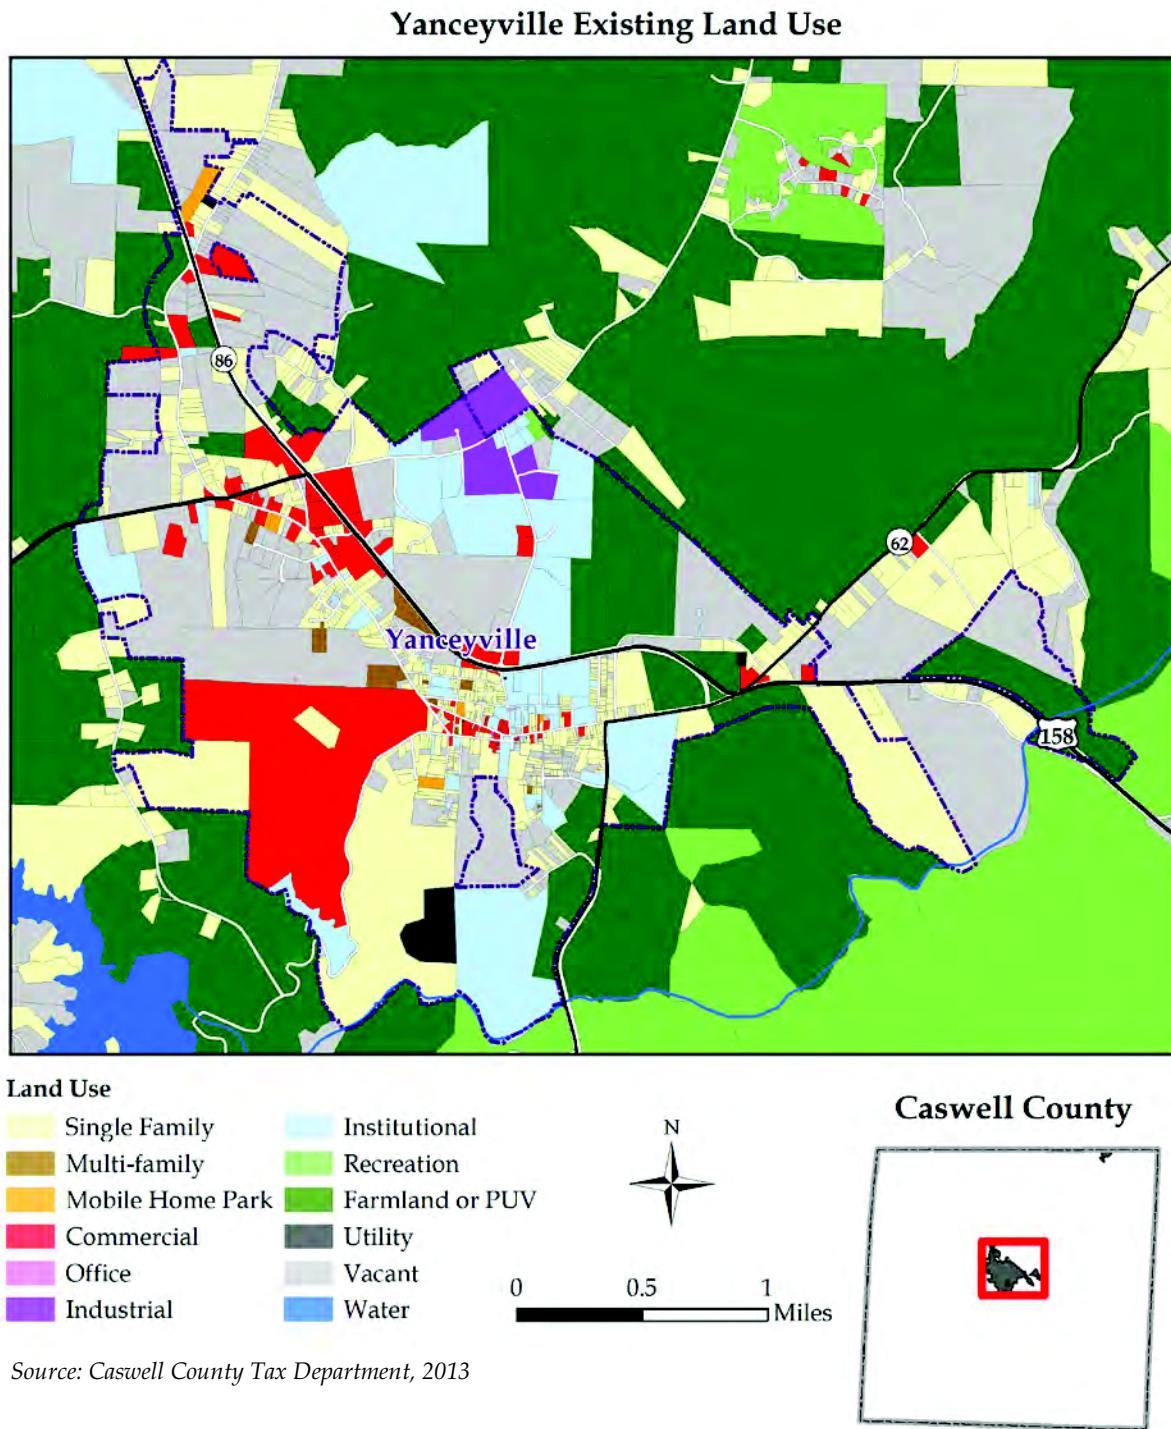 Yanceyville Existing Land Use
86
62
Yanceyville
158
Land Use
Single Family
Multi-family
Mobile Home Park
Commercial
Office
Industrial
Institutional
Recreation
Farmland or PUV
Utility
Vacant
Water
N
0 0.5 1
Miles
Caswell County
Source: Caswell County Tax Department, 2013